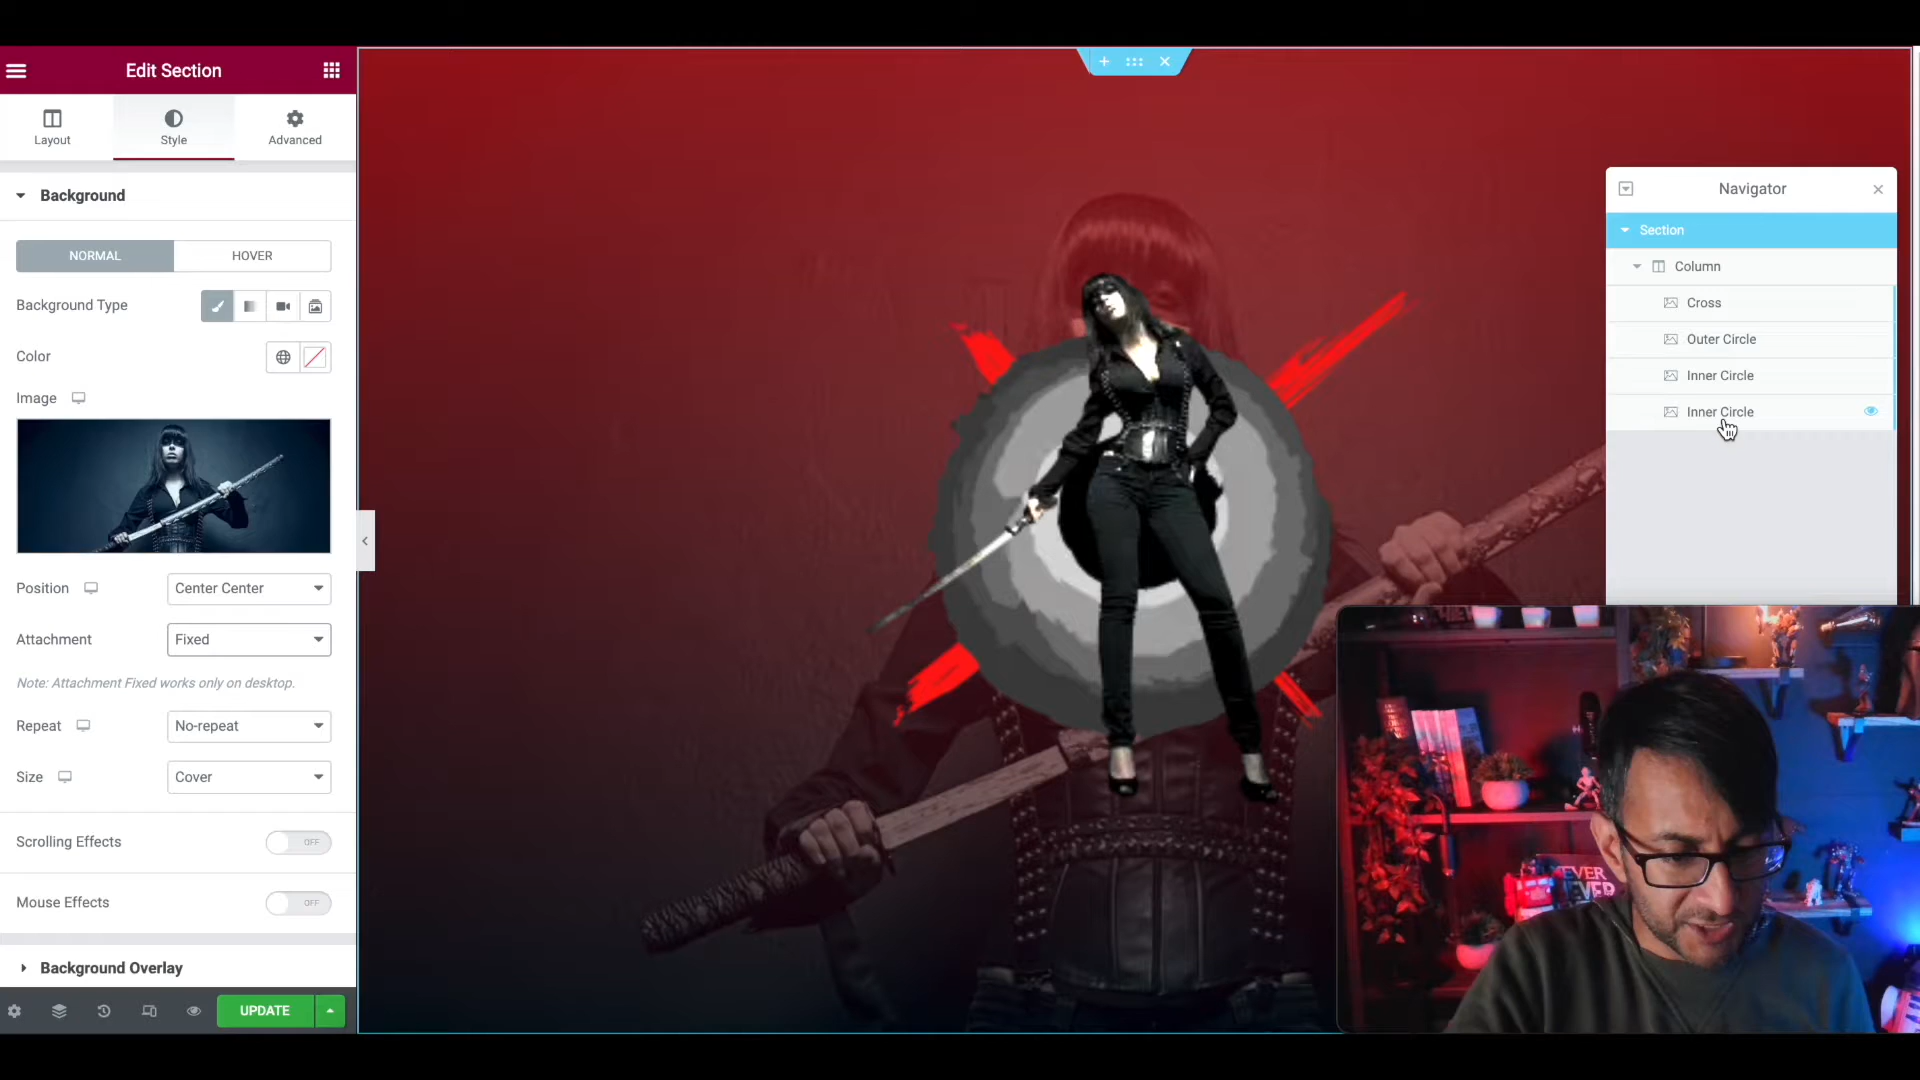 Edit Section
Layout
Style
Advanced
Background
NORMAL
HOVER
Background Type
Color
Image
Position
Center Center
Attachment
Fixed
Note: Attachment Fixed works only on desktop.
Repeat
No-repeat
Size
Cover
Scrolling Effects
OFF
Mouse Effects
OFF
Background Overlay
UPDATE
Navigator
Section
Column
Cross
Outer Circle
Inner Circle
Inner Circle